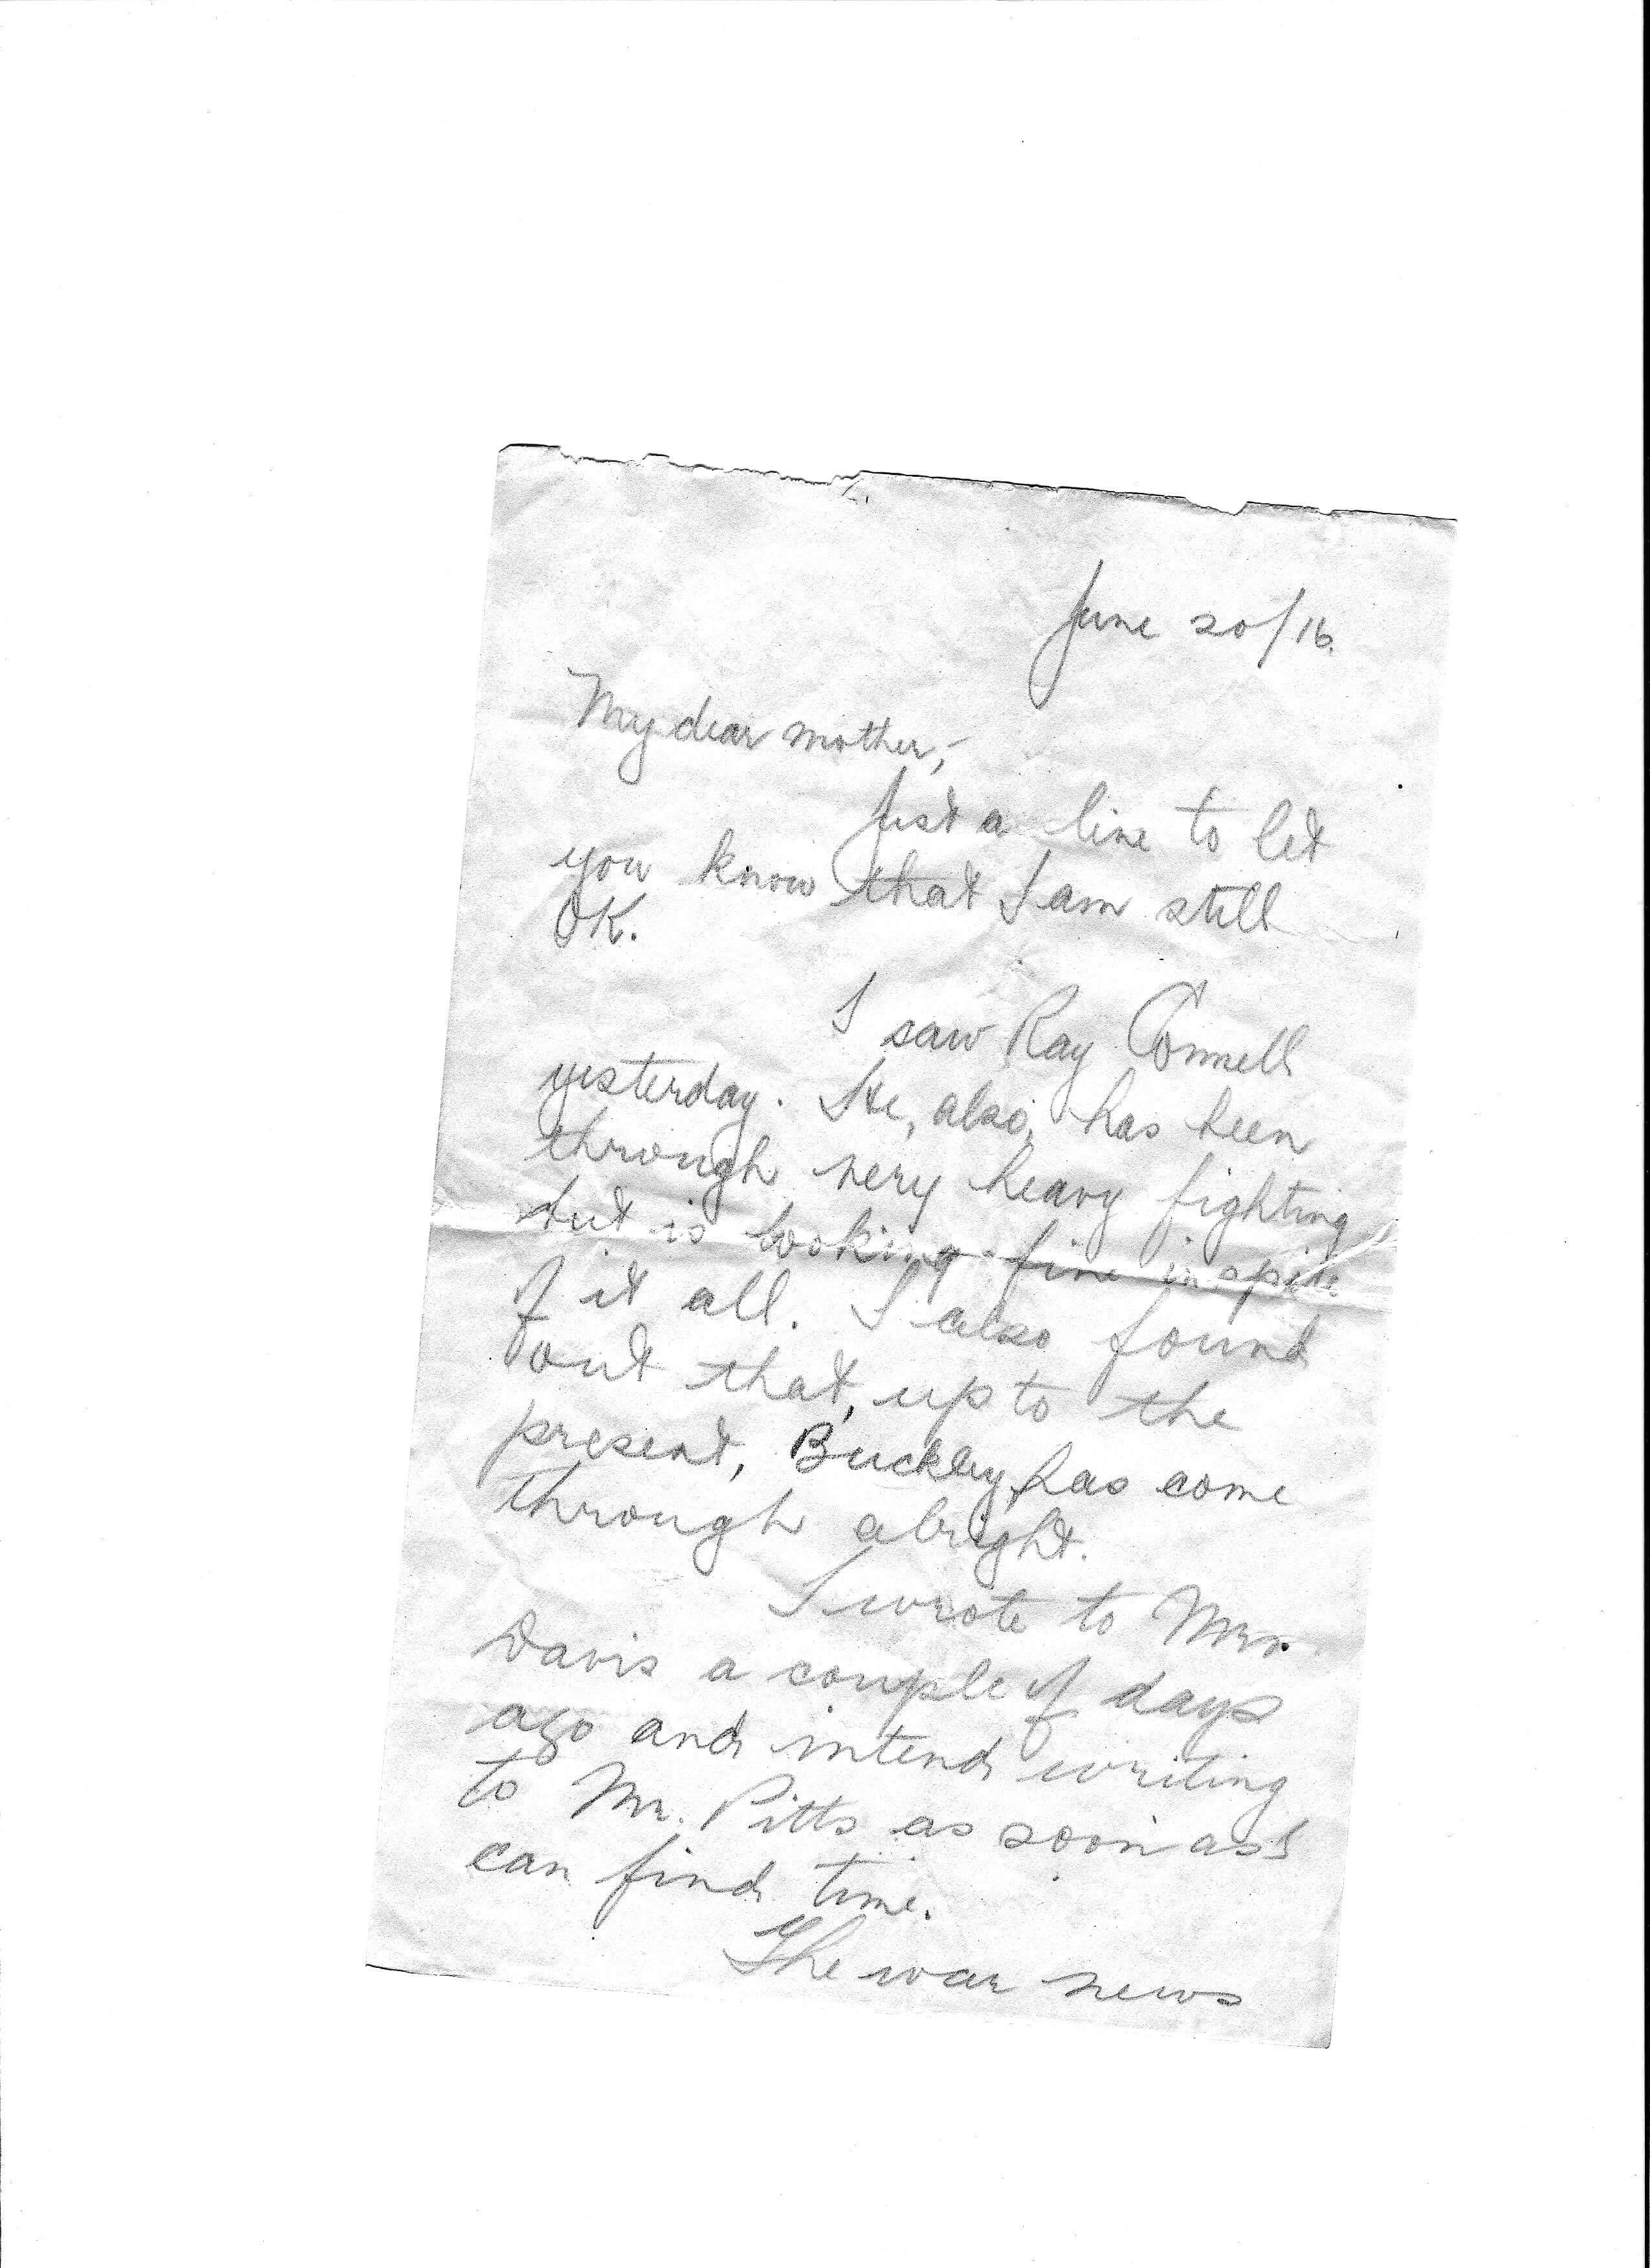 June 20/16.
My dear mother,-
Just a line to let
you know that I am still
OK.
I saw Ray Connell
yesterday. He, also, has been
through very heavy fighting
but is looking fine in spite
of it all. I also found
out that, up to the
present, Buckley, has come
through alright.
I wrote to Mrs.
Davis a couple of days
ago and intend writing
to Mr. Pitts as soon as I
can find time.
The war news